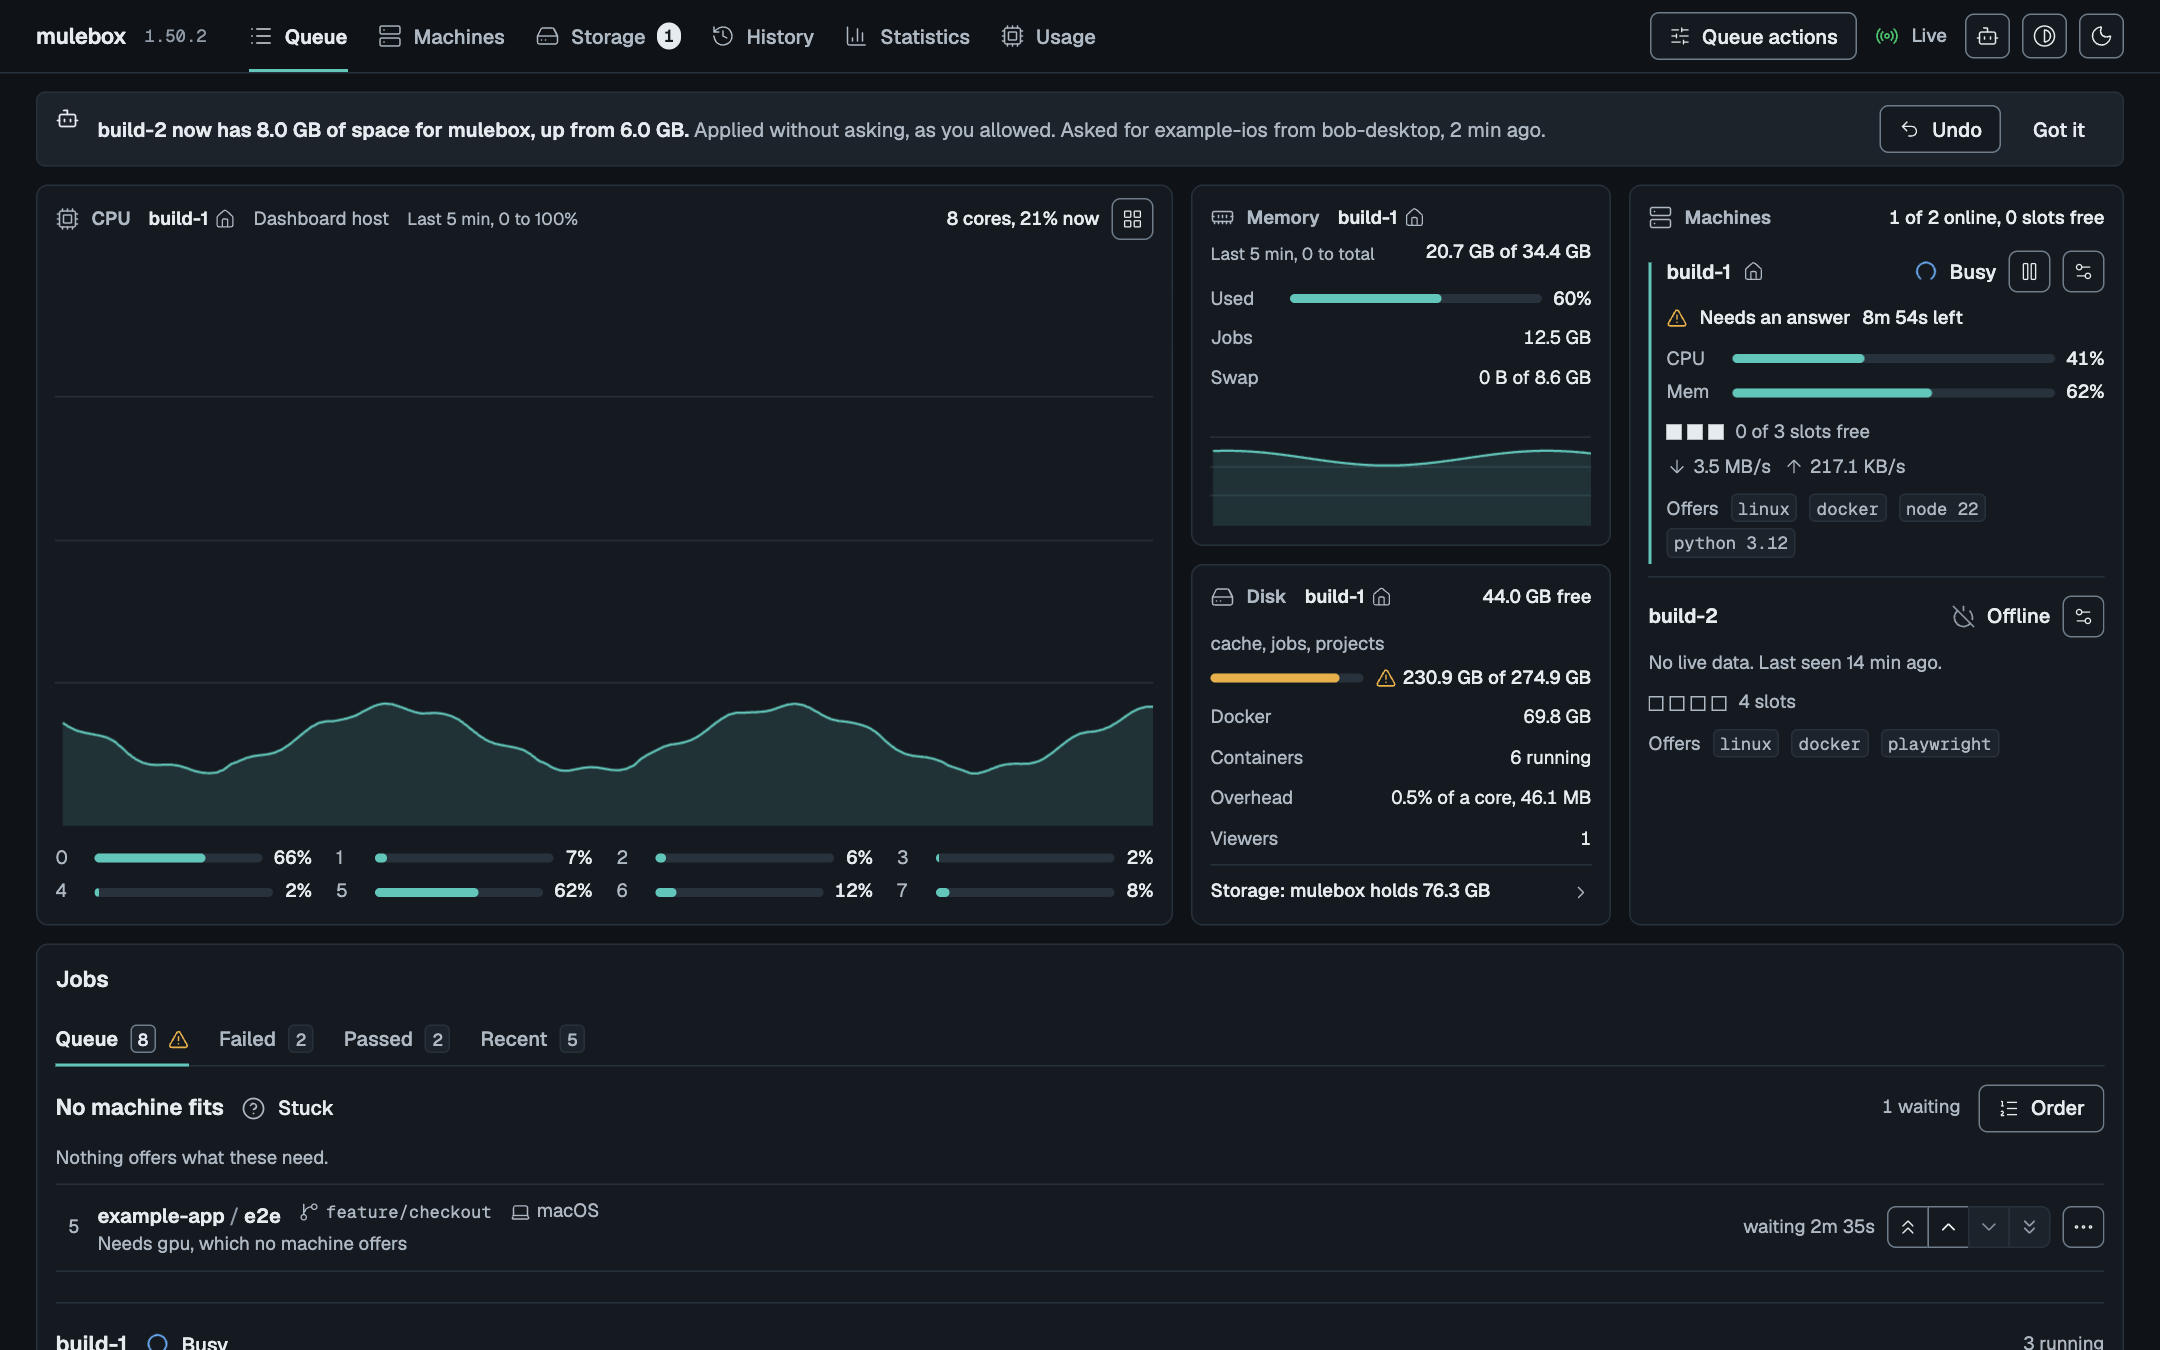 mulebox 1.50.2 Queue Machines Storage 1 History Statistics Usage Queue actions Live
build-2 now has 8.0 GB of space for mulebox, up from 6.0 GB. Applied without asking, as you allowed. Asked for example-ios from bob-desktop, 2 min ago. Undo Got it
CPU build-1 Dashboard host Last 5 min, 0 to 100% 8 cores, 21% now
0 66% 1 7% 2 6% 3 2%
4 2% 5 62% 6 12% 7 8%
Memory build-1
Last 5 min, 0 to total 20.7 GB of 34.4 GB
Used 60%
Jobs 12.5 GB
Swap 0 B of 8.6 GB
Disk build-1 44.0 GB free
cache, jobs, projects
230.9 GB of 274.9 GB
Docker 69.8 GB
Containers 6 running
Overhead 0.5% of a core, 46.1 MB
Viewers 1
Storage: mulebox holds 76.3 GB
Machines 1 of 2 online, 0 slots free
build-1 Busy
Needs an answer 8m 54s left
CPU 41%
Mem 62%
0 of 3 slots free
3.5 MB/s 217.1 KB/s
Offers linux docker node 22
python 3.12
build-2 Offline
No live data. Last seen 14 min ago.
4 slots
Offers linux docker playwright
Jobs
Queue 8 Failed 2 Passed 2 Recent 5
No machine fits Stuck 1 waiting Order
Nothing offers what these need.
5 example-app / e2e feature/checkout macOS waiting 2m 35s
Needs gpu, which no machine offers
build-1 Busy 3 running